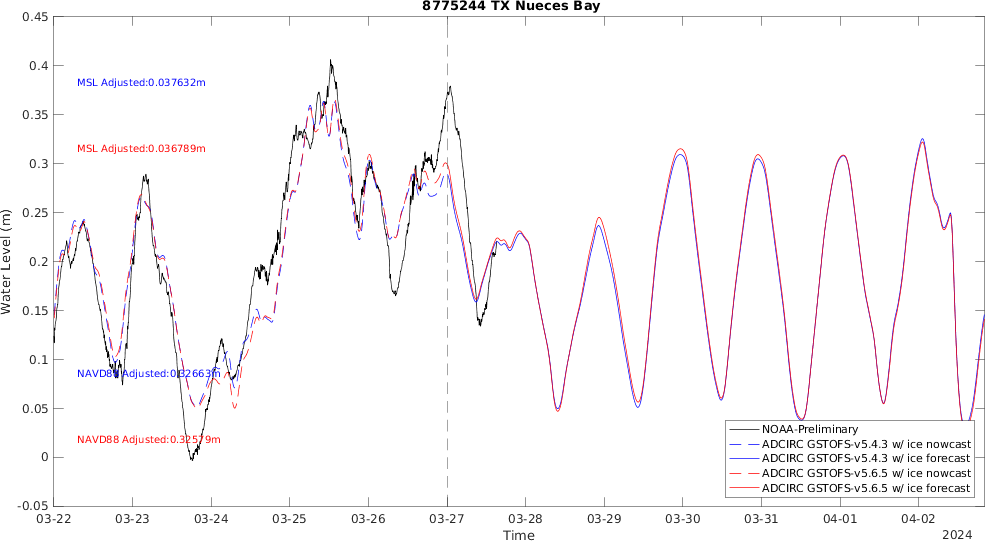 8775244 TX Nueces Bay
Water Level (m)
0.45
0.4
0.35
0.3
0.25
0.2
0.15
0.1
0.05
0
-0.05
MSL Adjusted:0.037632m
MSL Adjusted:0.036789m
NAVD88 Adjusted:0.32663m
NAVD88 Adjusted:0.32579m
NOAA-Preliminary
ADCIRC GSTOFS-v5.4.3 w/ ice nowcast
ADCIRC GSTOFS-v5.4.3 w/ ice forecast
ADCIRC GSTOFS-v5.6.5 w/ ice nowcast
ADCIRC GSTOFS-v5.6.5 w/ ice forecast
03-22 03-23 03-24 03-25 03-26 03-27 03-28 03-29 03-30 03-31 04-01 04-02
Time
2024